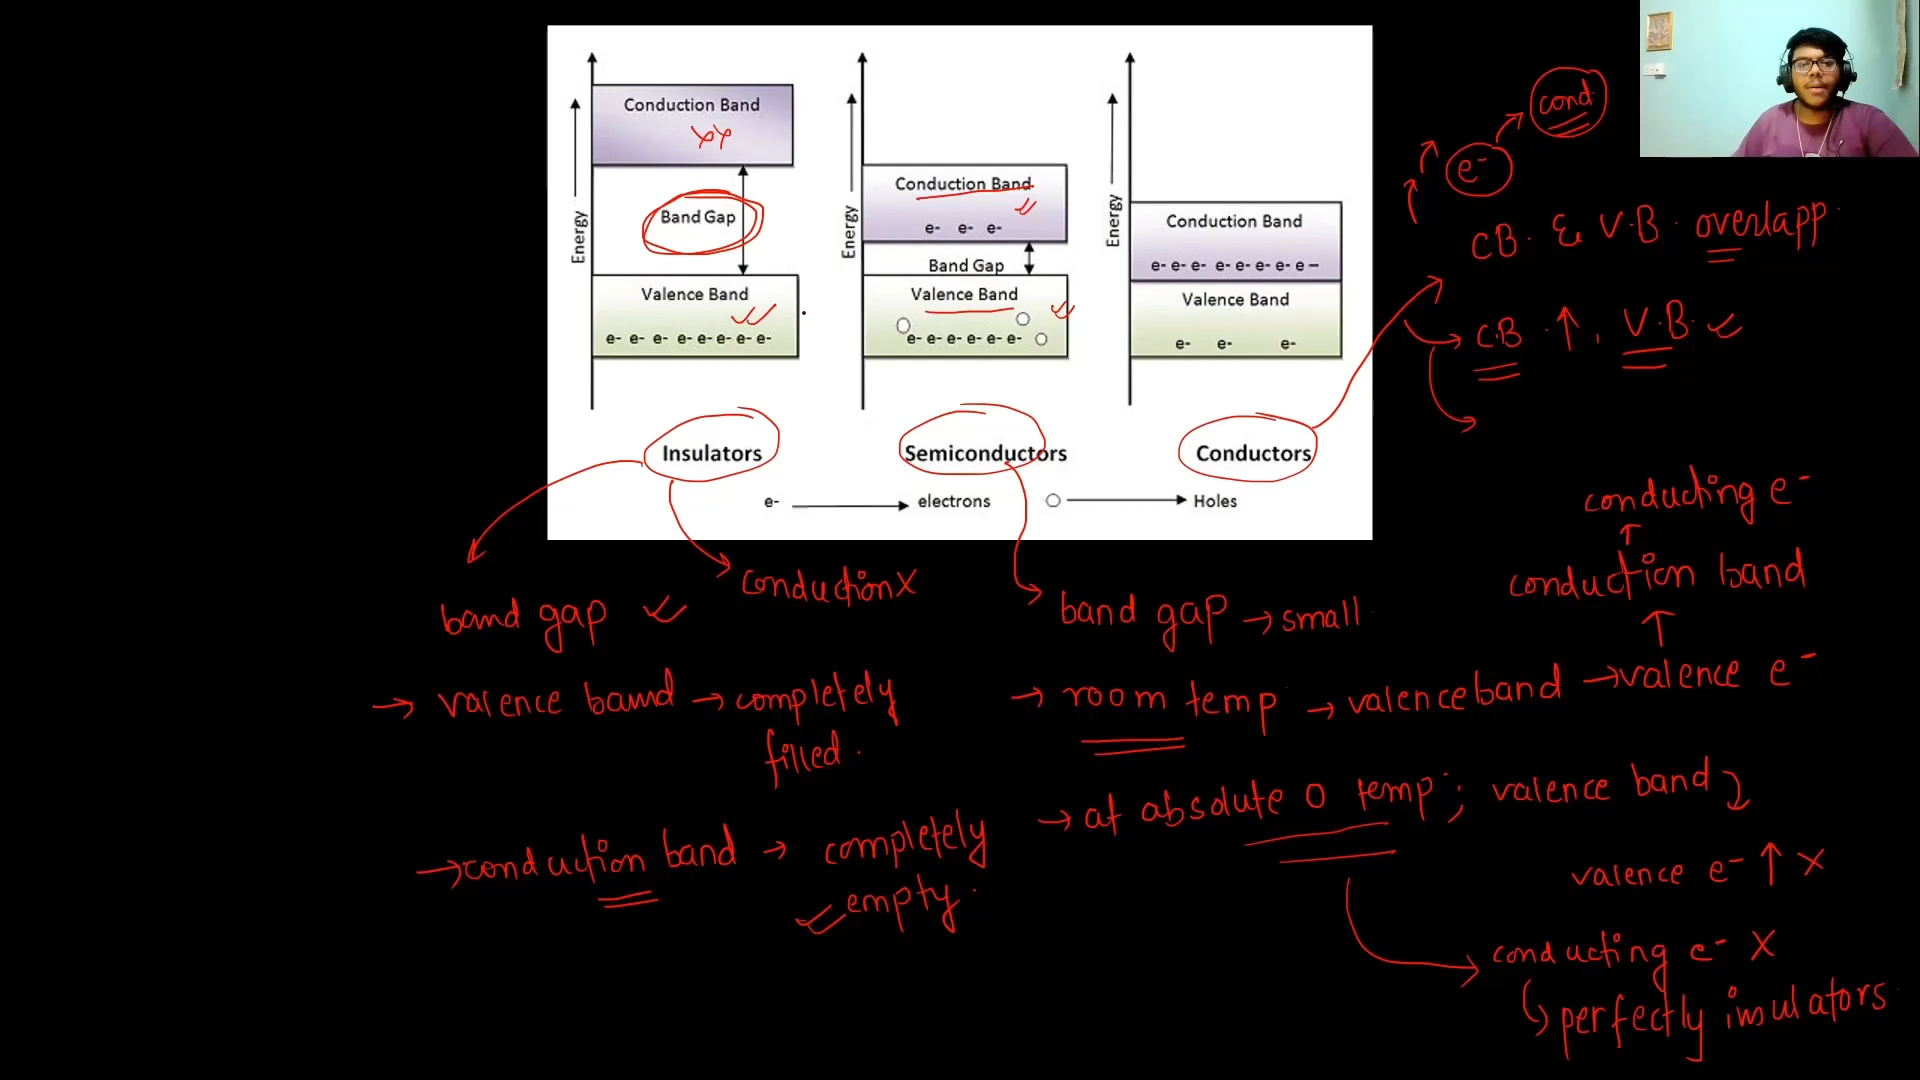 Conduction Band
Band Gap
Valence Band
e- e- e- e- e- e- e- e-
Energy
Insulators
Conduction Band
e- e- e-
Band Gap
Valence Band
e- e- e- e- e- e-
Energy
Semiconductors
Conduction Band
e- e- e- e- e- e- e- e –
Valence Band
e- e- e-
Energy
Conductors
e- electrons
Holes
cond.
e⁻
CB. & V.B. overlapp.
C.B ↑, V.B.
conductionX
band gap
→ valence band → completely
filled.
→ conduction band → completely
empty.
band gap → small
→ room temp → valence band → valence e⁻
↑
conduction band
↑
conducting e⁻
→ at absolute 0 temp; valence band
valence e⁻ ↑ X
conducting e⁻ X
perfectly insulators.